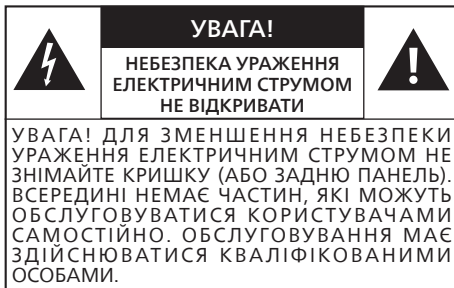 УВАГА!
НЕБЕЗПЕКА УРАЖЕННЯ
ЕЛЕКТРИЧНИМ СТРУМОМ
НЕ ВІДКРИВАТИ
УВАГА! ДЛЯ ЗМЕНШЕННЯ НЕБЕЗПЕКИ
УРАЖЕННЯ ЕЛЕКТРИЧНИМ СТРУМОМ НЕ
ЗНІМАЙТЕ КРИШКУ (АБО ЗАДНЮ ПАНЕЛЬ).
ВСЕРЕДИНІ НЕМАЄ ЧАСТИН, ЯКІ МОЖУТЬ
ОБСЛУГОВУВАТИСЯ КОРИСТУВАЧАМИ
САМОСТІЙНО. ОБСЛУГОВУВАННЯ МАЄ
ЗДІЙСНЮВАТИСЯ КВАЛІФІКОВАНИМИ
ОСОБАМИ.